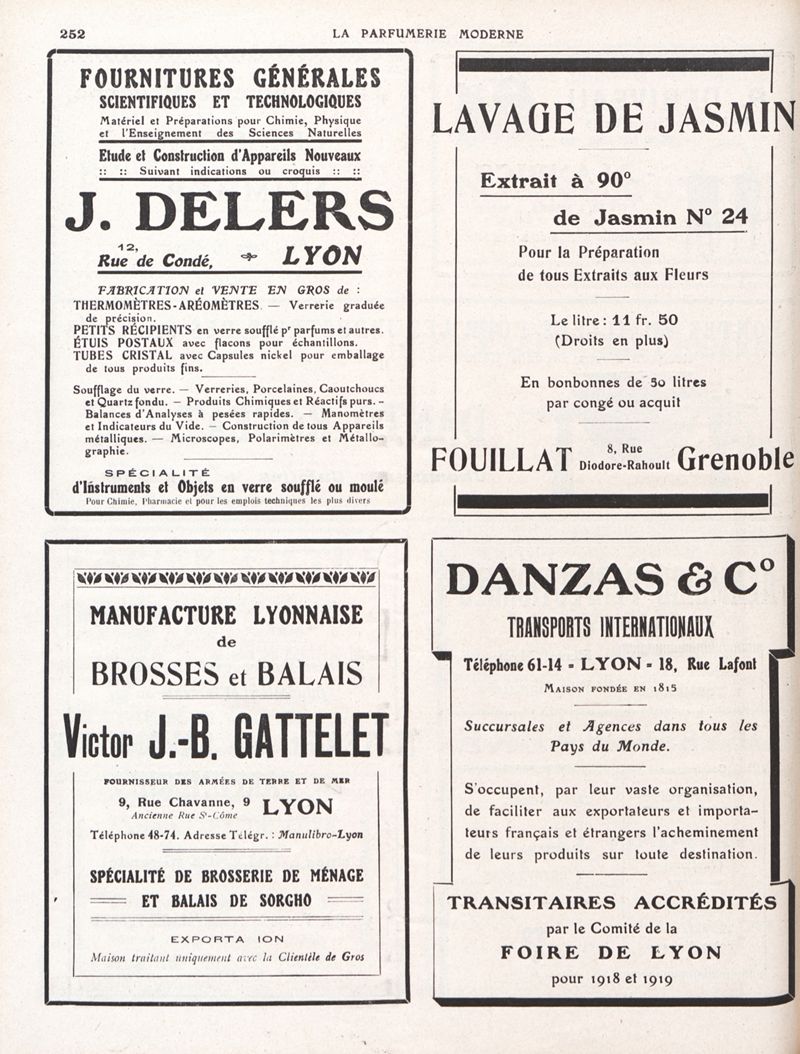 252
LA PARFUMERIE MODERNE
FOURNITURES GÉNÉRALES
SCIENTIFIQUES ET TECHNOLOGIQUES
Matériel et Préparations pour Chimie, Physique
et l'Enseignement des Sciences Naturelles
Etude et Construction d'Appareils Nouveaux
:: :: Suivant indications ou croquis :: ::
J. DELERS
12,
Rue de Condé, LYON
FABRICATION et VENTE EN GROS de :
THERMOMÈTRES-ARÉOMÈTRES. — Verrerie graduée
de précision.
PETITS RÉCIPIENTS en verre soufflé pr parfums et autres.
ÉTUIS POSTAUX avec flacons pour échantillons.
TUBES CRISTAL avec Capsules nickel pour emballage
de tous produits fins.
Soufflage du verre. — Verreries, Porcelaines, Caoutchoucs
et Quartz fondu. — Produits Chimiques et Réactifs purs. -
Balances d'Analyses à pesées rapides. — Manomètres
et Indicateurs du Vide. — Construction de tous Appareils
métalliques. — Microscopes, Polarimètres et Métallo-
graphie.
SPÉCIALITÉ
d'Instruments et Objets en verre soufflé ou moulé
Pour Chimie, Pharmacie et pour les emplois techniques les plus divers
LAVAGE DE JASMIN
Extrait à 90°
de Jasmin N° 24
Pour la Préparation
de tous Extraits aux Fleurs
Le litre : 11 fr. 50
(Droits en plus)
En bonbonnes de 50 litres
par congé ou acquit
FOUILLAT 8, Rue
Diodore-Rahoult Grenoble
MANUFACTURE LYONNAISE
de
BROSSES et BALAIS
Victor J.-B. GATTELET
FOURNISSEUR DES ARMÉES DE TERRE ET DE MER
9, Rue Chavanne, 9 LYON
Ancienne Rue St-Côme
Téléphone 48-74. Adresse Télégr. : Manulibro-Lyon
SPÉCIALITÉ DE BROSSERIE DE MÉNAGE
ET BALAIS DE SORGHO
EXPORTA ION
Maison traitant uniquement avec la Clientèle de Gros
DANZAS & Co
TRANSPORTS INTERNATIONAUX
Téléphone 61-14 - LYON - 18, Rue Lafont
MAISON FONDÉE EN 1815
Succursales et Agences dans tous les
Pays du Monde.
S'occupent, par leur vaste organisation,
de faciliter aux exportateurs et importa-
teurs français et étrangers l'acheminement
de leurs produits sur toute destination.
TRANSITAIRES ACCRÉDITÉS
par le Comité de la
FOIRE DE LYON
pour 1918 et 1919